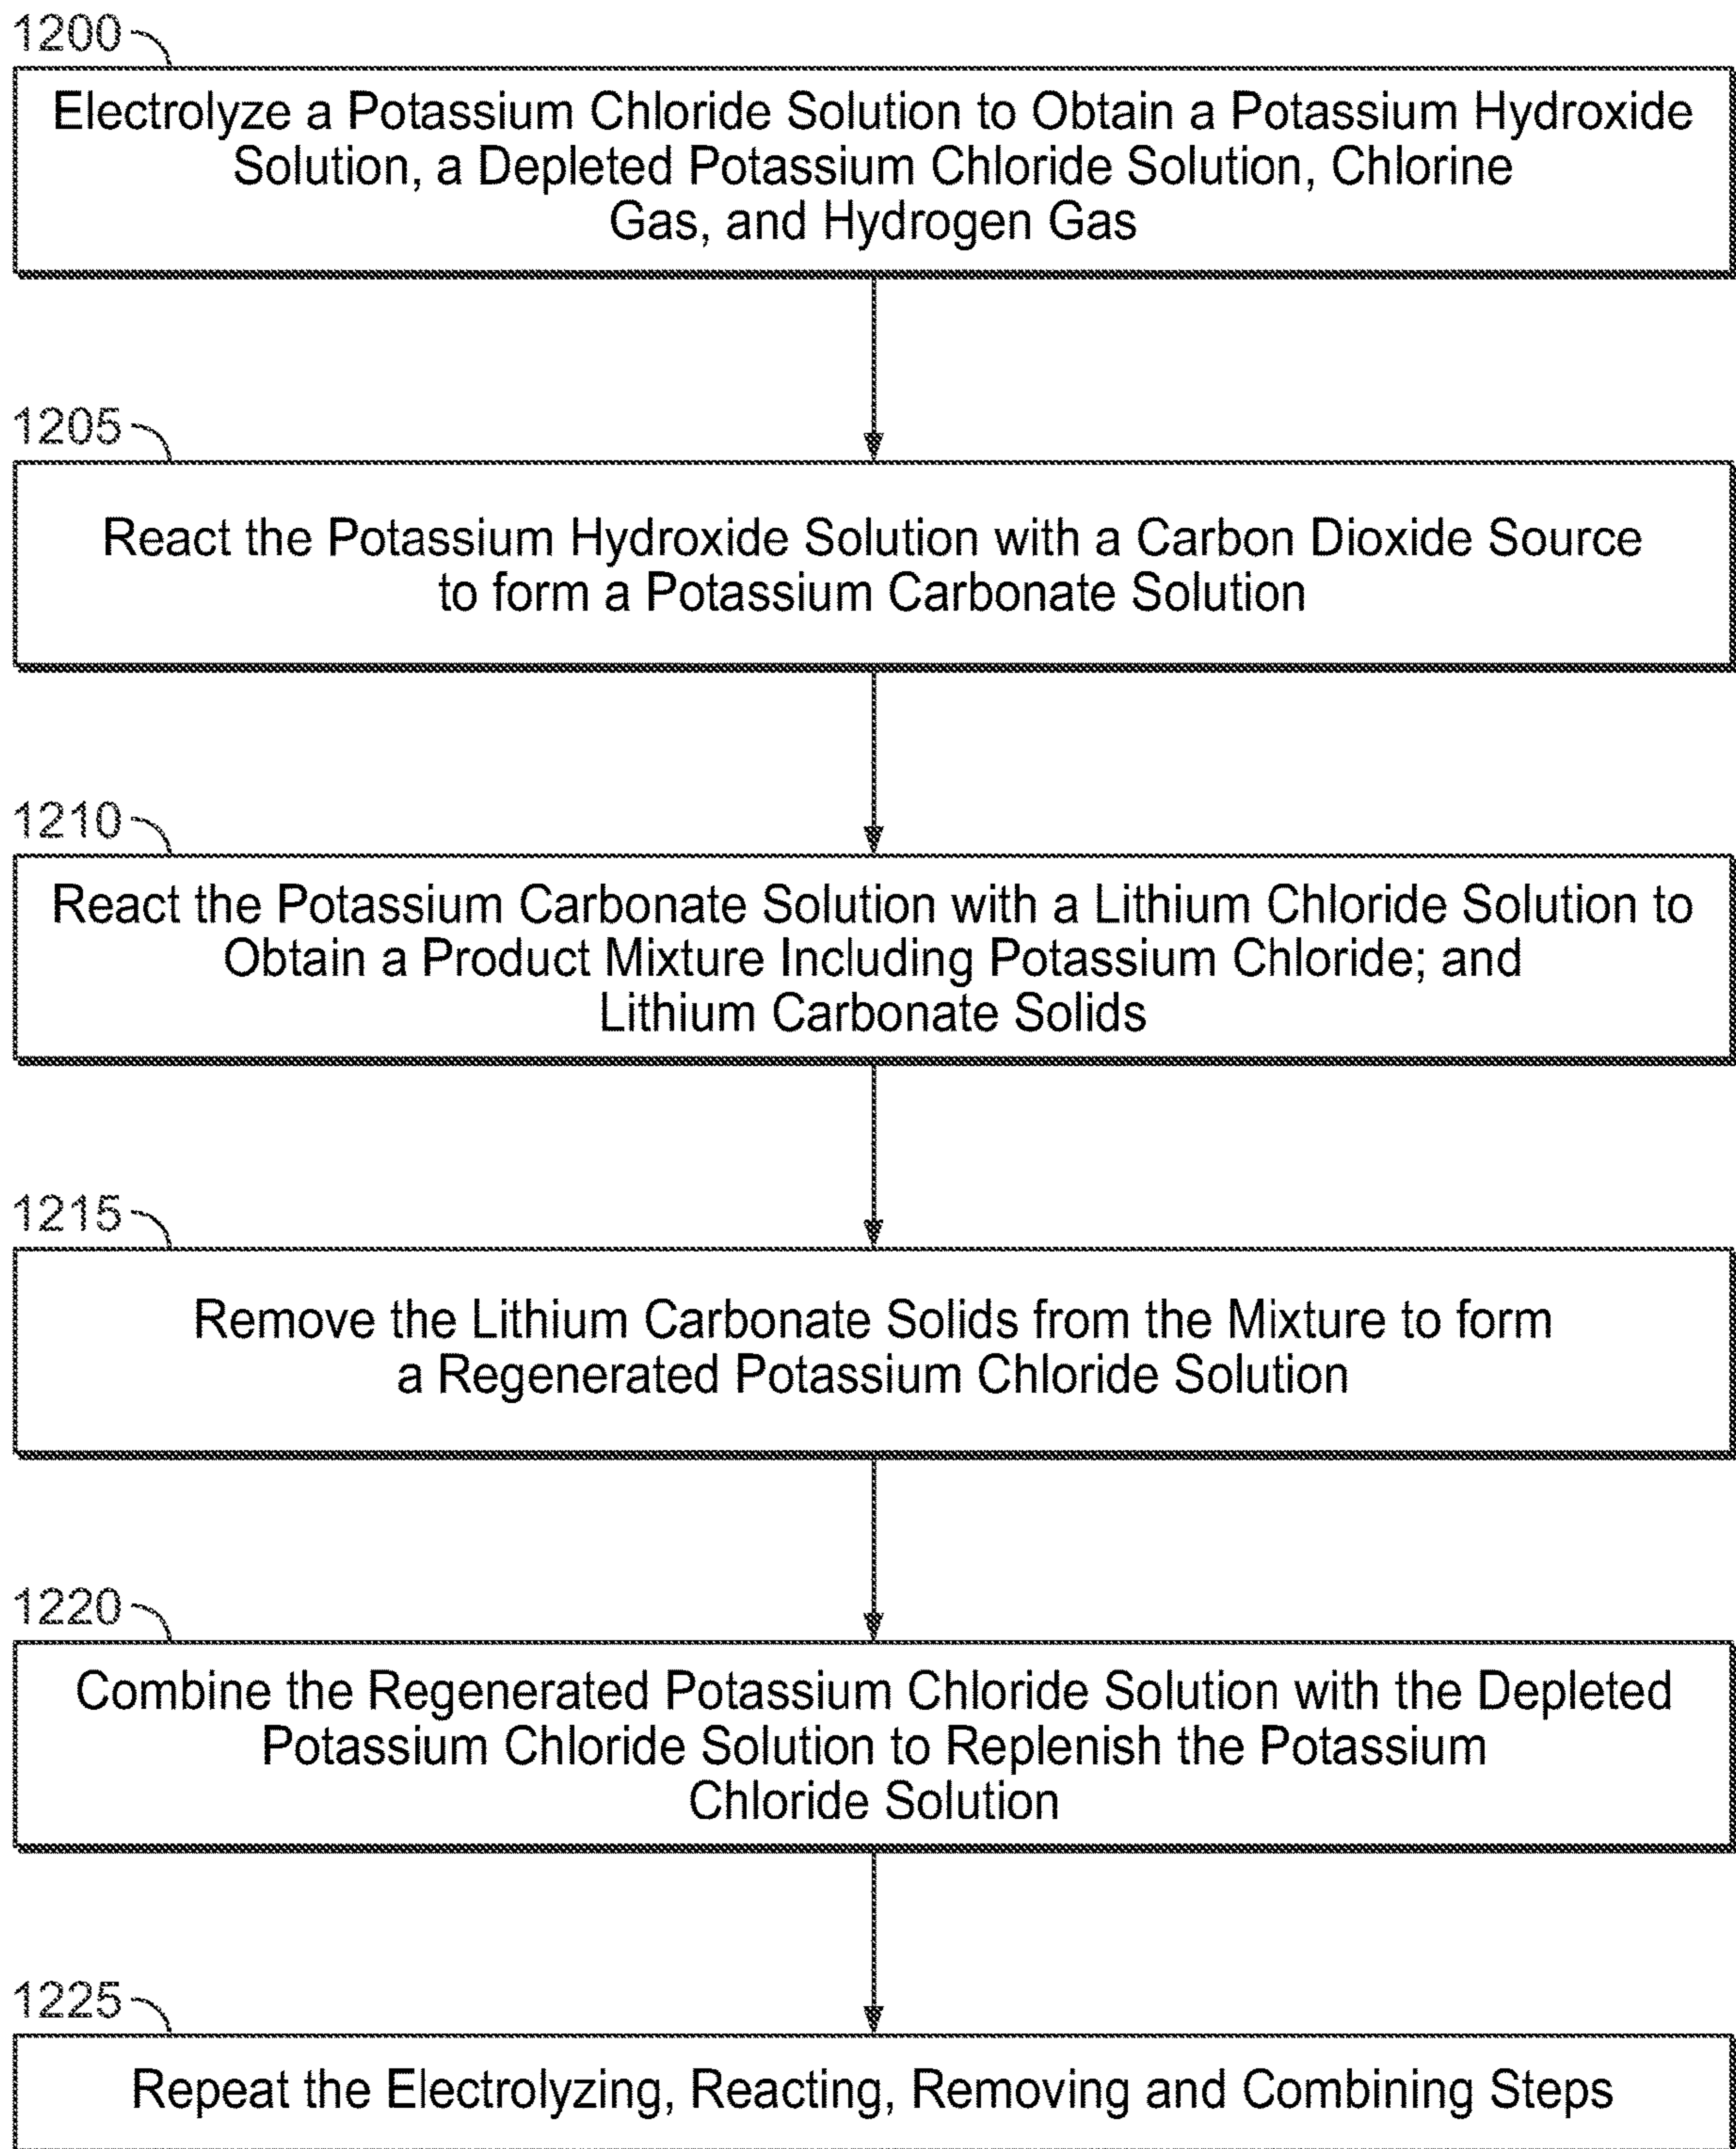 1200
Electrolyze a Potassium Chloride Solution to Obtain a Potassium Hydroxide
Solution, a Depleted Potassium Chloride Solution, Chlorine
Gas, and Hydrogen Gas
1205
React the Potassium Hydroxide Solution with a Carbon Dioxide Source
to form a Potassium Carbonate Solution
1210
React the Potassium Carbonate Solution with a Lithium Chloride Solution to
Obtain a Product Mixture Including Potassium Chloride; and
Lithium Carbonate Solids
1215
Remove the Lithium Carbonate Solids from the Mixture to form
a Regenerated Potassium Chloride Solution
1220
Combine the Regenerated Potassium Chloride Solution with the Depleted
Potassium Chloride Solution to Replenish the Potassium
Chloride Solution
1225
Repeat the Electrolyzing, Reacting, Removing and Combining Steps